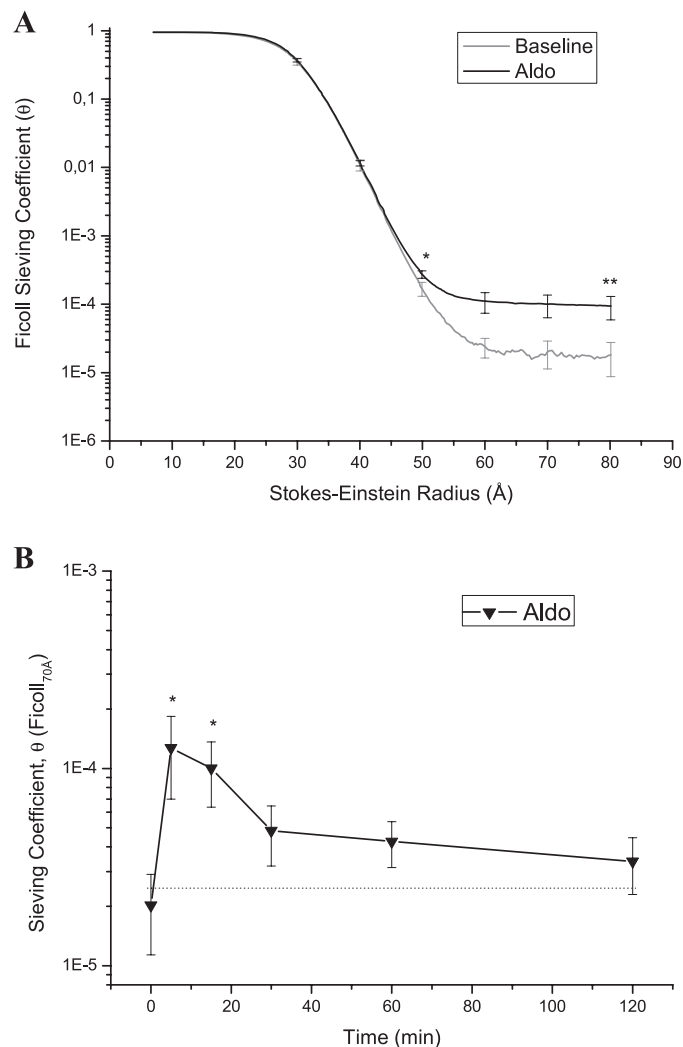 A
1
0,1
0,01
1E-3
1E-4
1E-5
1E-6
Ficoll Sieving Coefficient (θ)
Baseline
Aldo
*
**
0 10 20 30 40 50 60 70 80 90
Stokes-Einstein Radius (Å)
B
1E-3
1E-4
1E-5
Sieving Coefficient, θ (Ficoll70Å)
Aldo
*
*
0 20 40 60 80 100 120
Time (min)